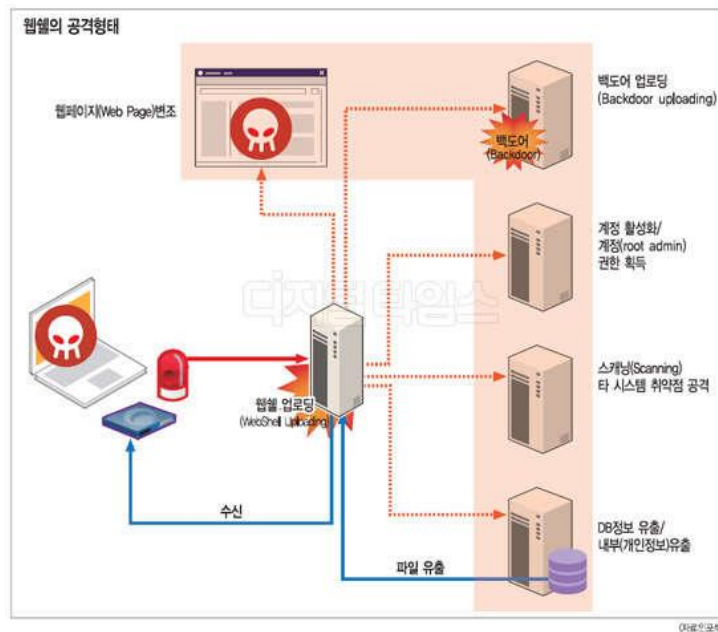 웹쉘의 공격형태
웹페이지(Web Page)변조
백도어 업로딩
(Backdoor uploading)
백도어
(Backdoor)
계정 활성화/
계정(root admin)
권한 획득
디지털타임스
스캐닝(Scanning)
타 시스템 취약점 공격
웹쉘 업로딩
(WebShell Uploading)
수신
DB정보 유출/
내부(개인정보)유출
파일 유출